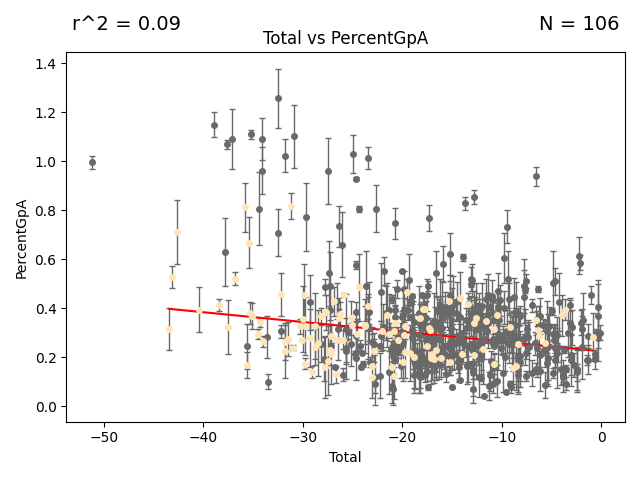 r^2 = 0.09 N = 106
Total vs PercentGpA
PercentGpA
1.4
1.2
1.0
0.8
0.6
0.4
0.2
0.0
−50 −40 −30 −20 −10 0
Total